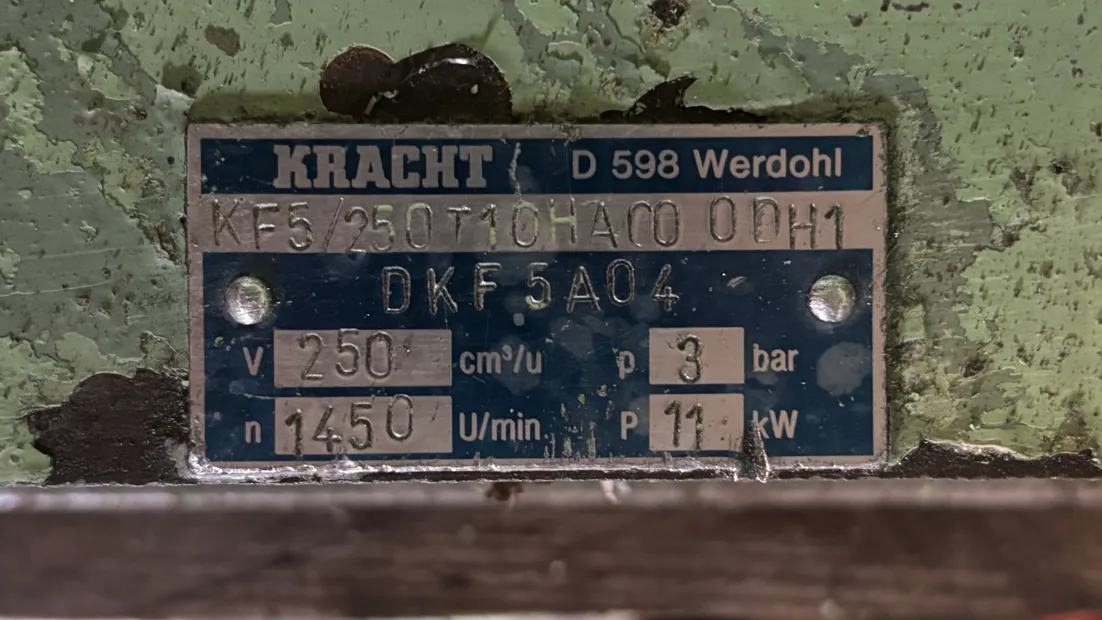 KRACHT D 598 Werdohl
KF5/250T10HA00 0DH1
DKF 5A04
V 250 cm³/u p 3 bar
n 1450 U/min. P 11 kW